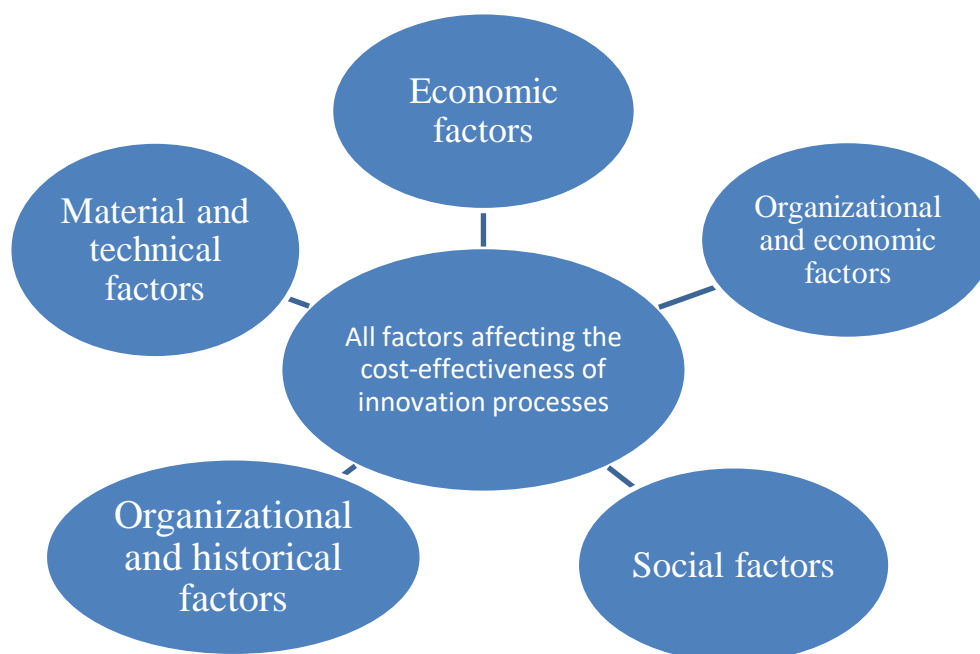 Economic
factors
Material and
technical
factors
Organizational
and economic
factors
All factors affecting the
cost-effectiveness of
innovation processes
Organizational
and historical
factors
Social factors